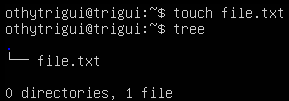 othytrigui@trigui:~$ touch file.txt
othytrigui@trigui:~$ tree
.
└── file.txt

0 directories, 1 file